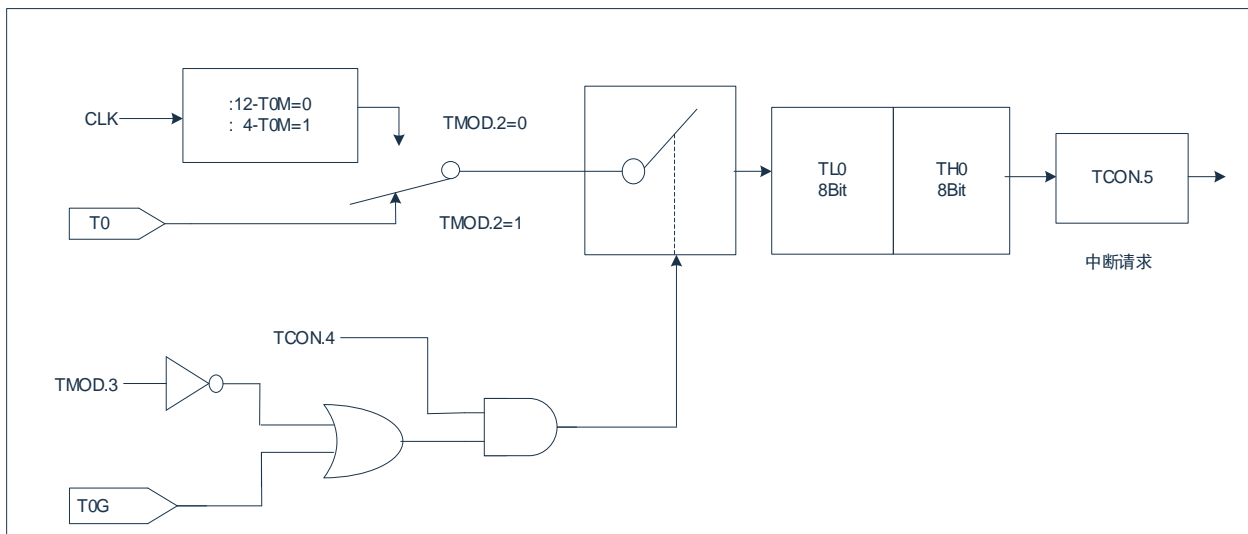 :12-T0M=0
: 4-T0M=1
CLK
TMOD.2=0
T0
TMOD.2=1
TL0
8Bit
TH0
8Bit
TCON.5
中断请求
TCON.4
TMOD.3
T0G